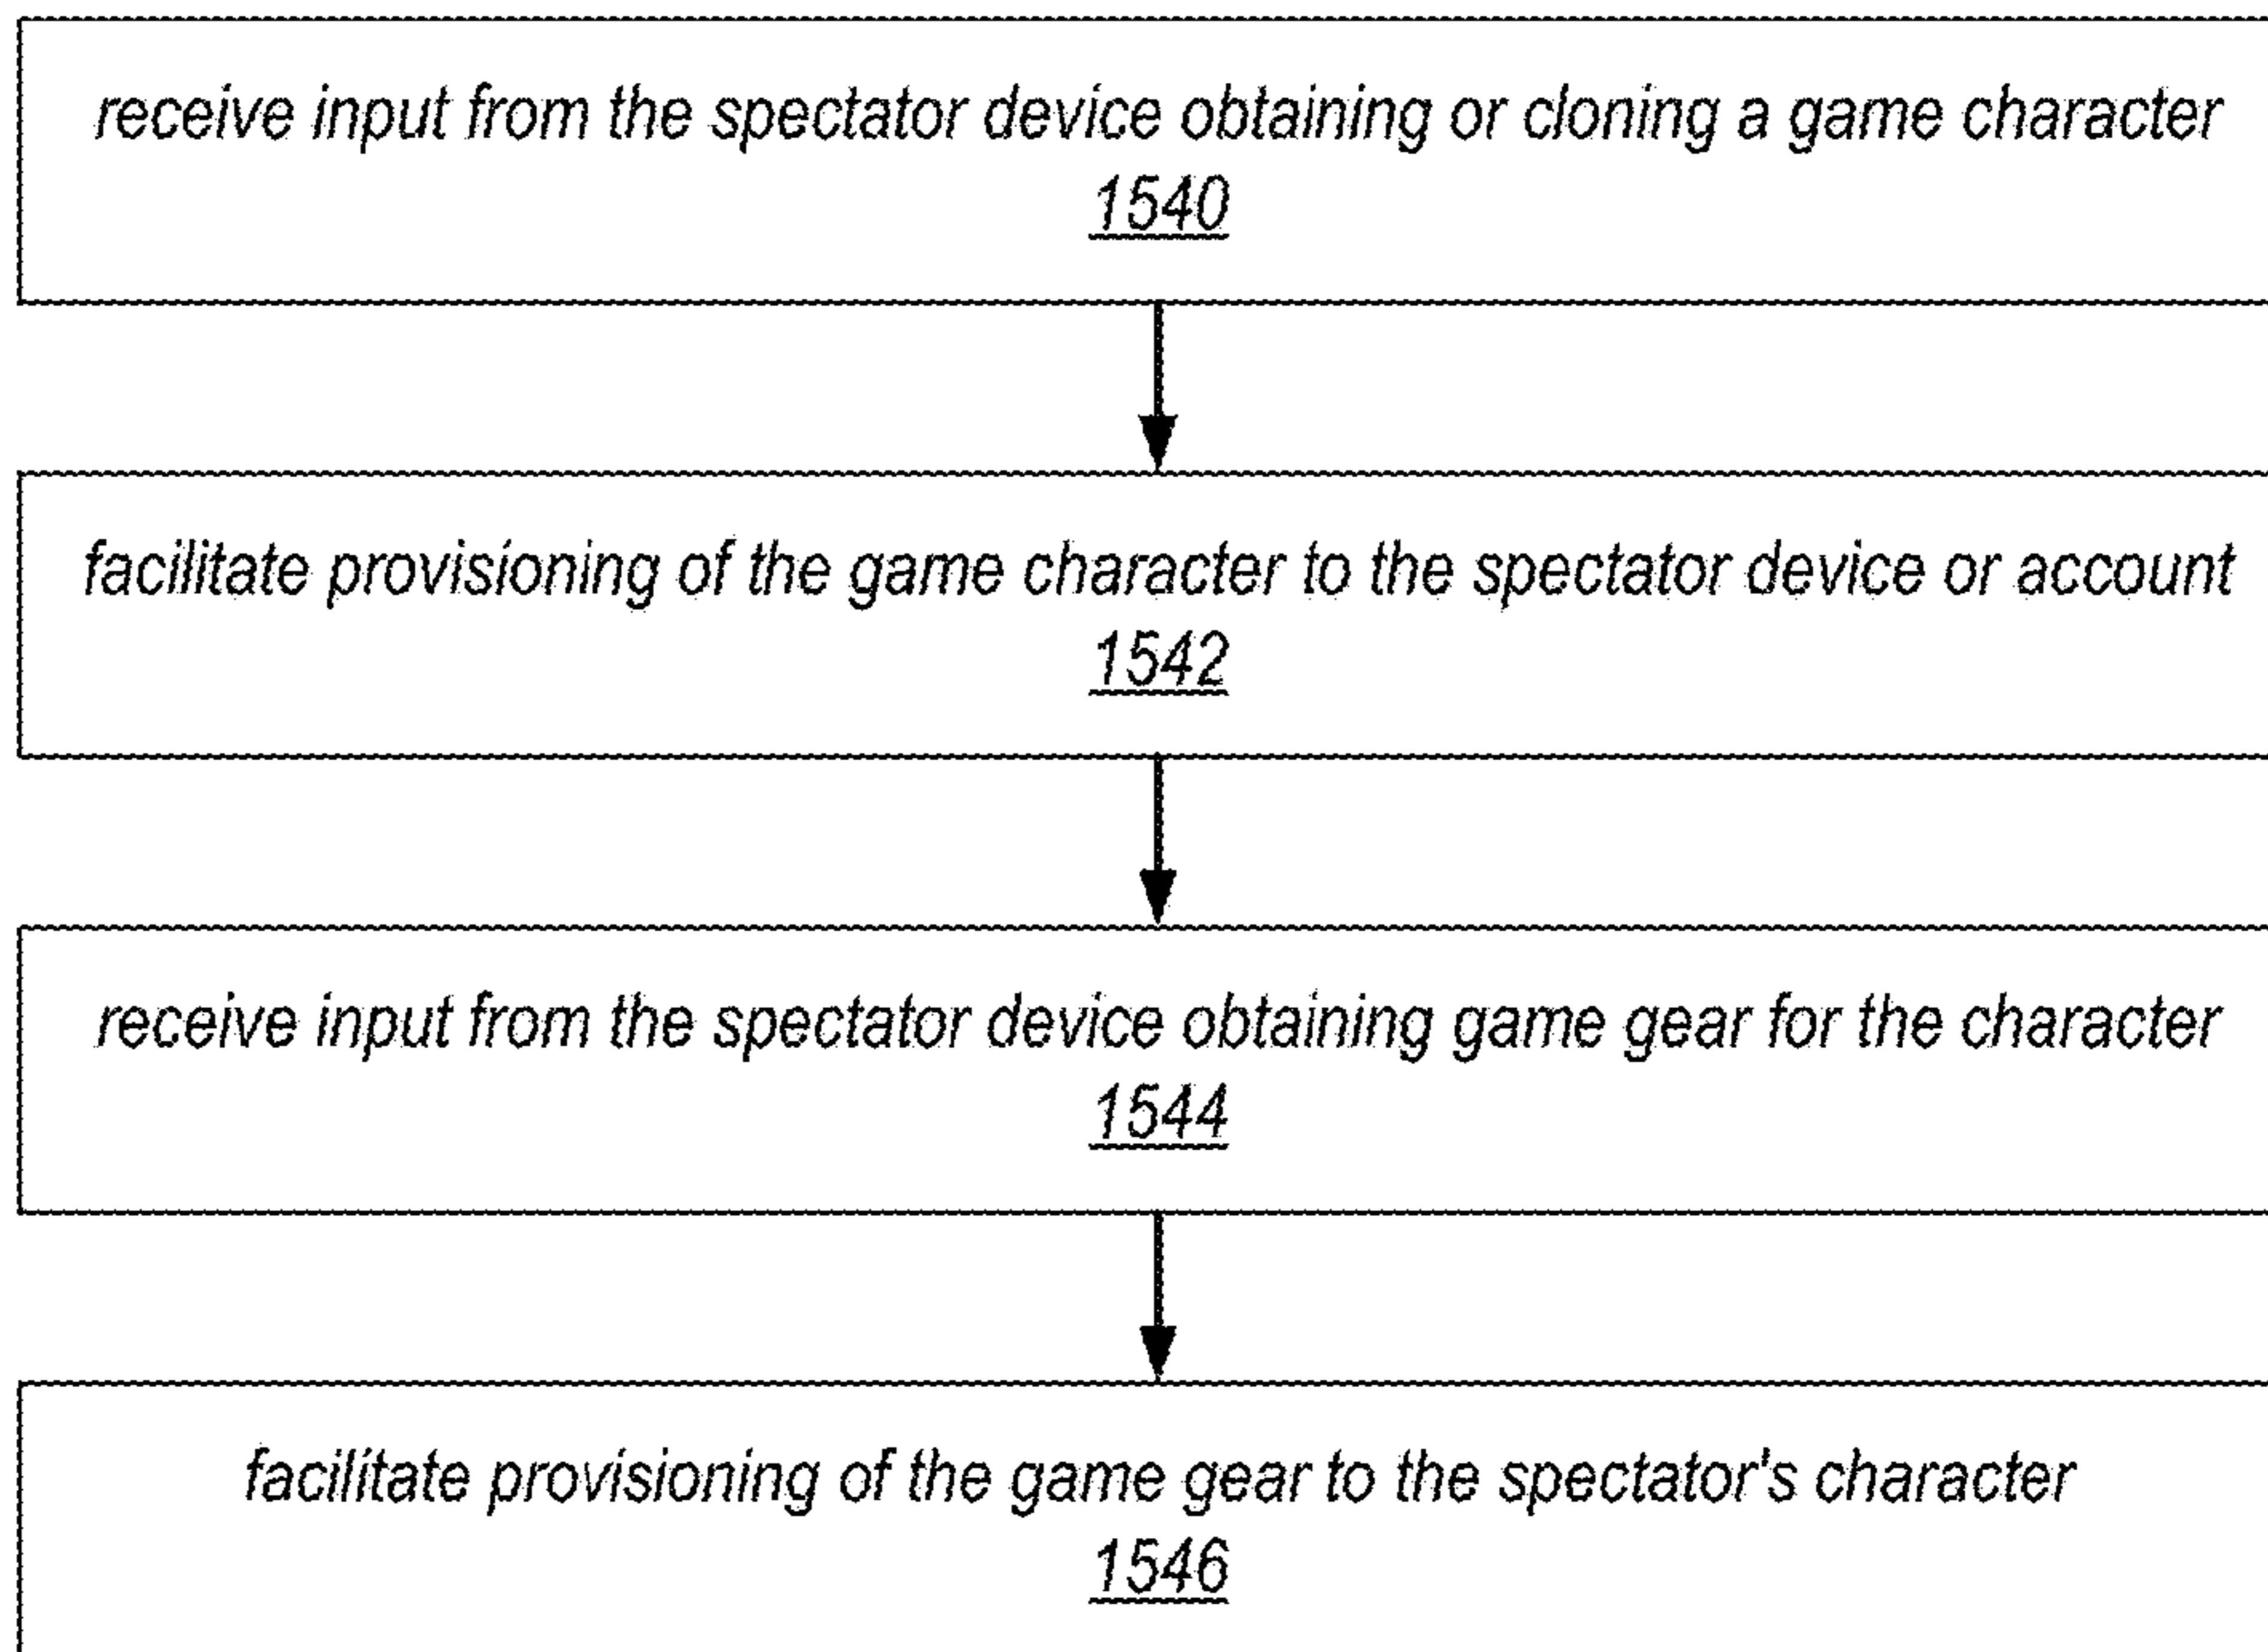 receive input from the spectator device obtaining or cloning a game character
1540
facilitate provisioning of the game character to the spectator device or account
1542
receive input from the spectator device obtaining game gear for the character
1544
facilitate provisioning of the game gear to the spectator's character
1546